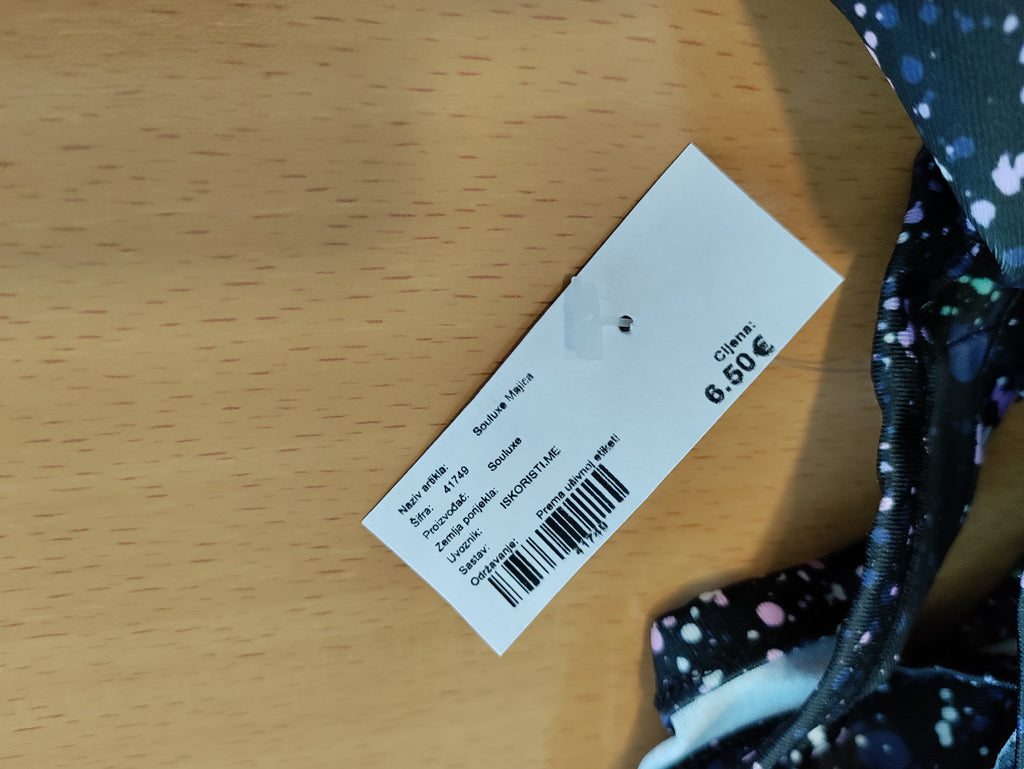 Naziv artikla: Souluxe Majica
Šifra: 41749
Proizvođač: Souluxe
Zemlja porijekla:
Uvoznik: ISKORISTI.ME
Sastav:
Održavanje: Prema ušivnoj etiketi
41749
Cijena:
6.50€